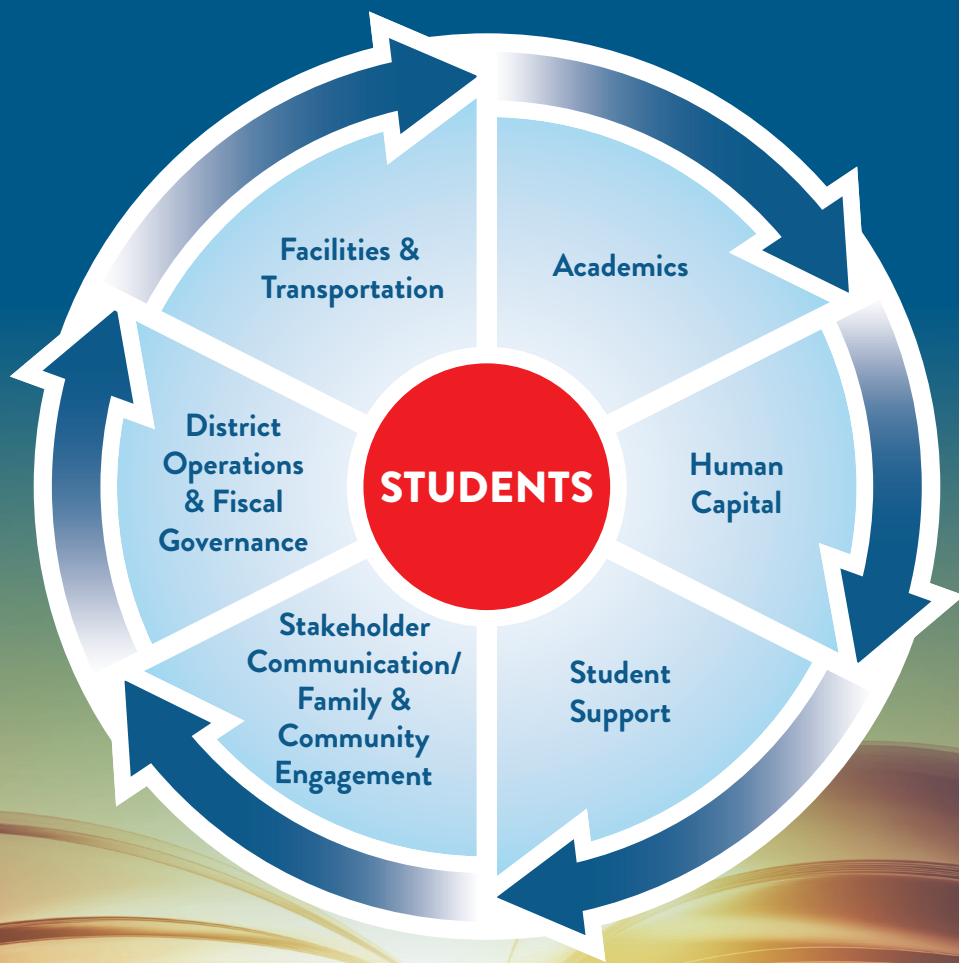 Facilities &
Transportation
Academics
District
Operations
& Fiscal
Governance
STUDENTS
Human
Capital
Stakeholder
Communication/
Family &
Community
Engagement
Student
Support